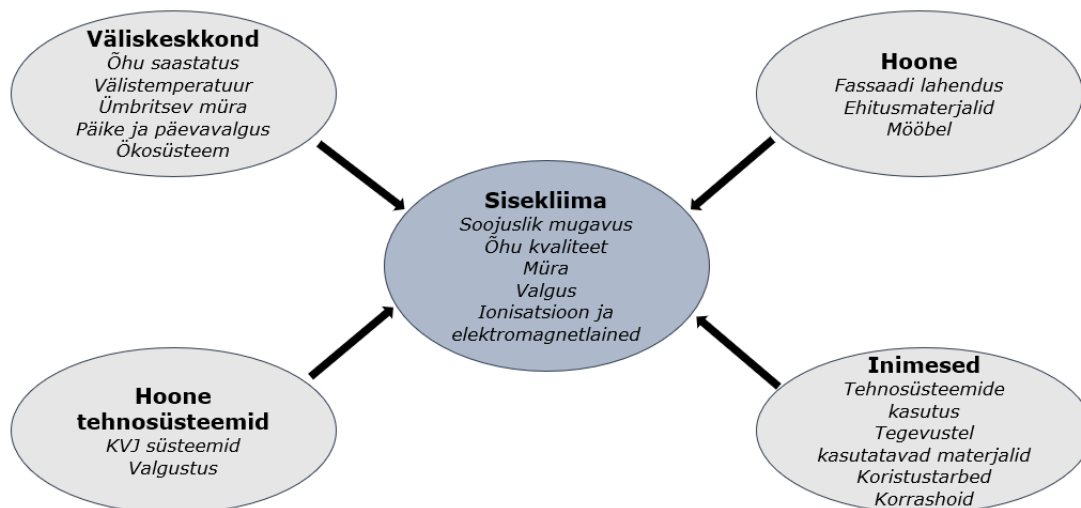 Väliskeskkond
Õhu saastatus
Välistemperatuur
Ümbritsev müra
Päike ja päevavalgus
Ökosüsteem
Hoone
Fassaadi lahendus
Ehitusmaterjalid
Mööbel
Sisekliima
Soojuslik mugavus
Õhu kvaliteet
Müra
Valgus
Ionisatsioon ja
elektromagnetlained
Hoone
tehnosüsteemid
KVJ süsteemid
Valgustus
Inimesed
Tehnosüsteemide
kasutus
Tegevustel
kasutatavad materjalid
Koristustarbed
Korrashoid